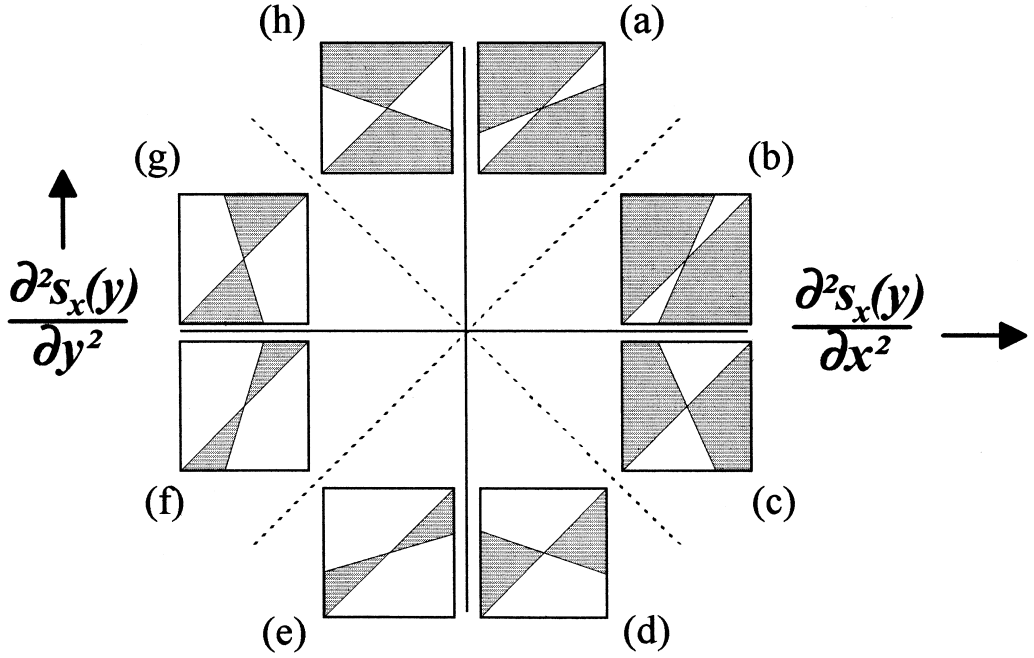 (h) (a)
(g) (b)
∂²sₓ(y)
∂y²
∂²sₓ(y)
∂x²
(f) (c)
(e) (d)